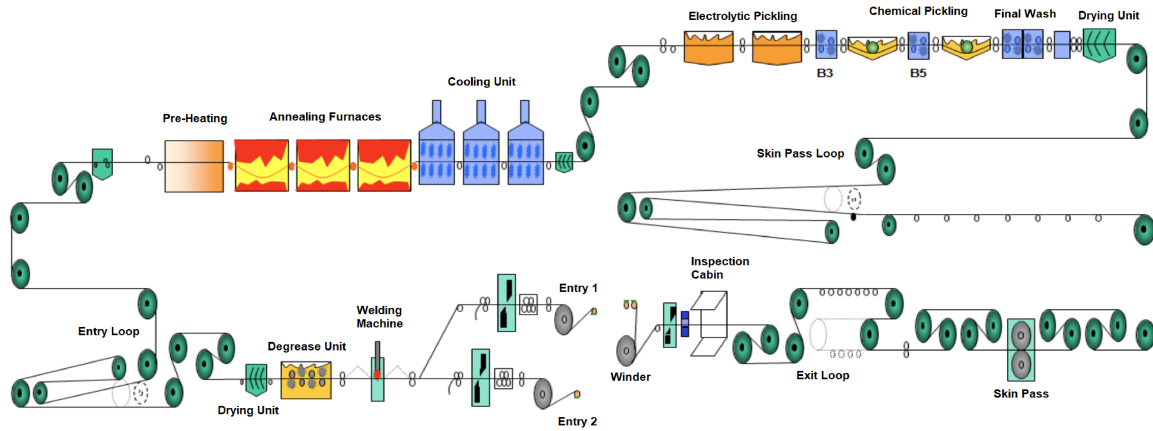 Electrolytic Pickling
Chemical Pickling
Final Wash
Drying Unit
B3
B5
Cooling Unit
Pre-Heating
Annealing Furnaces
Skin Pass Loop
Entry 1
Welding
Machine
Entry Loop
Degrease Unit
Drying Unit
Entry 2
Inspection
Cabin
Winder
Exit Loop
Skin Pass